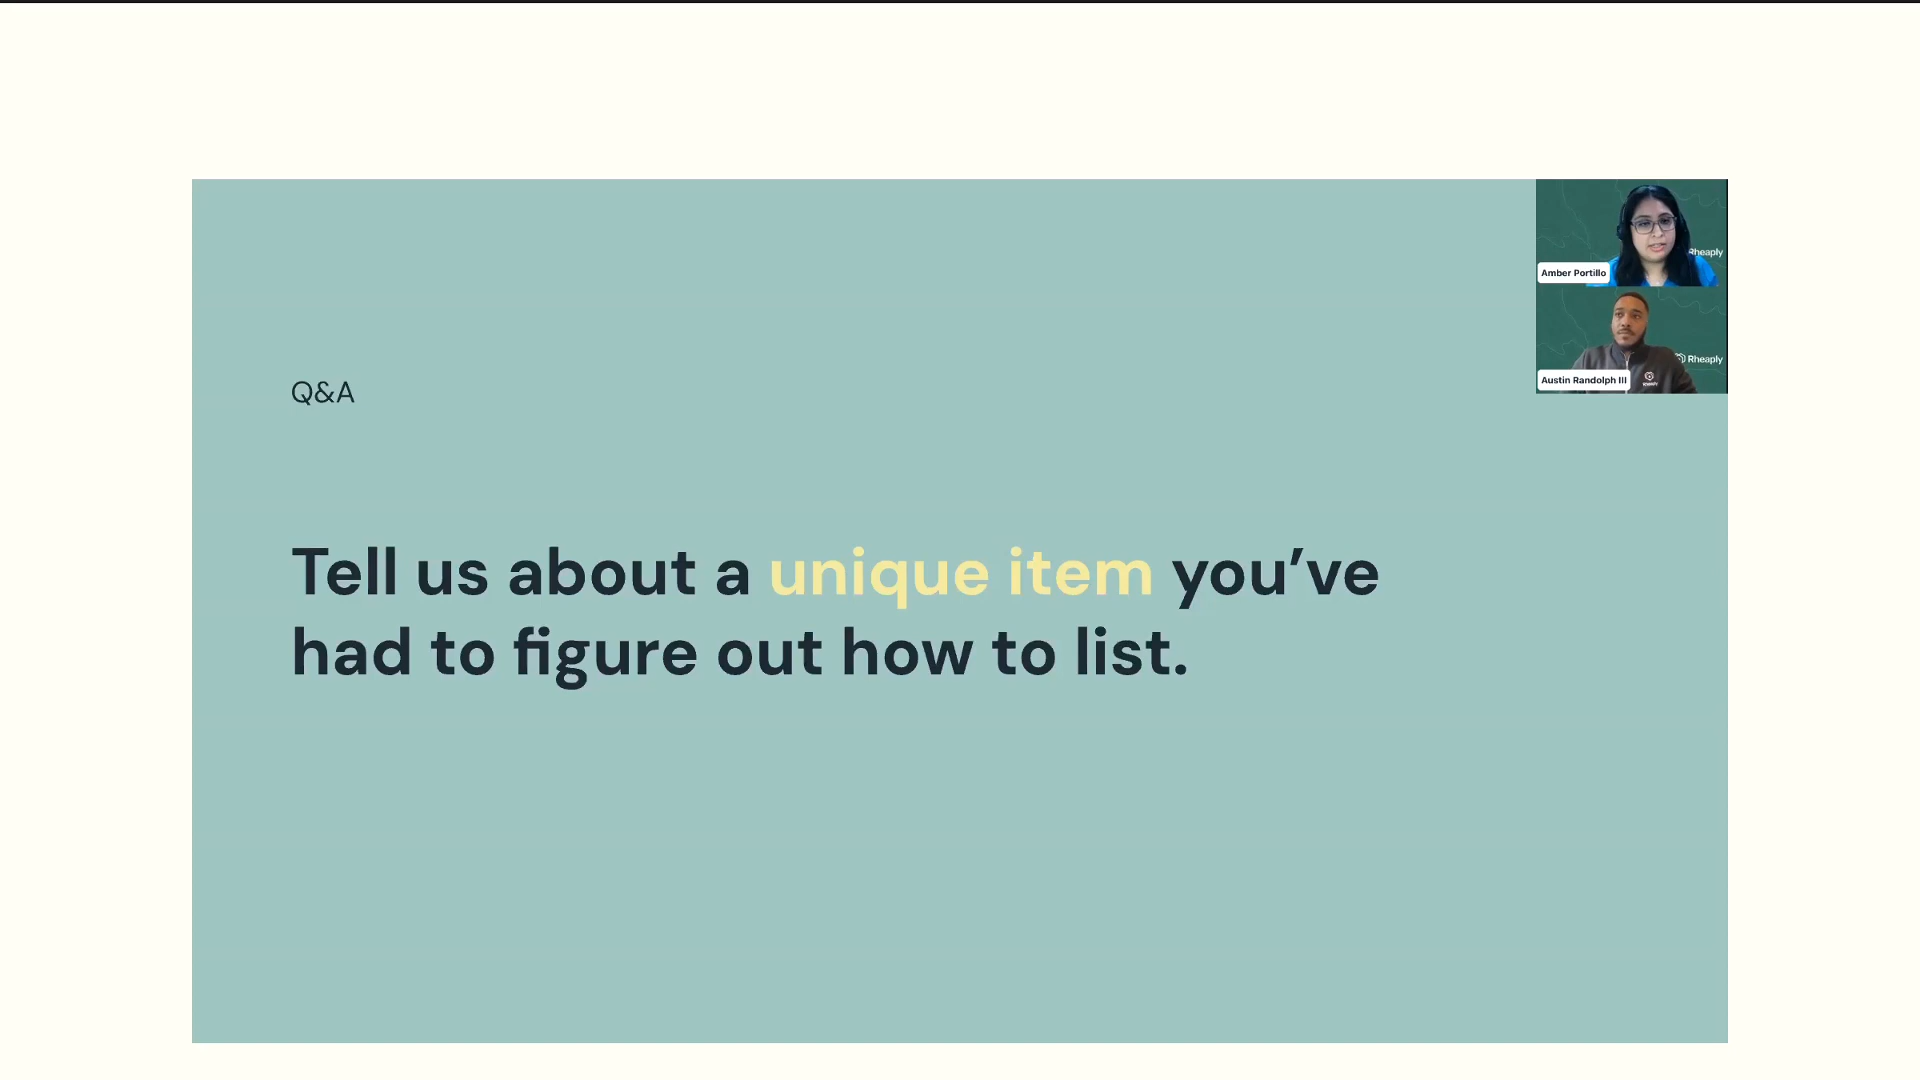 Rheaply
Amber Portillo
Rheaply
Austin Randolph III
Q&A
Tell us about a unique item you’ve
had to figure out how to list.